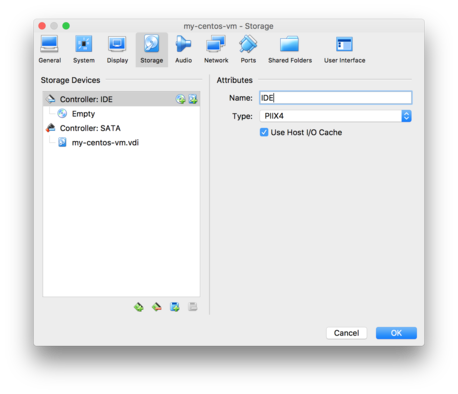 my-centos-vm - Storage
General System Display Storage Audio Network Ports Shared Folders User Interface
Storage Devices
Attributes
Controller: IDE
Empty
Controller: SATA
my-centos-vm.vdi
Name: IDE
Type: PIIX4
Use Host I/O Cache
Cancel OK